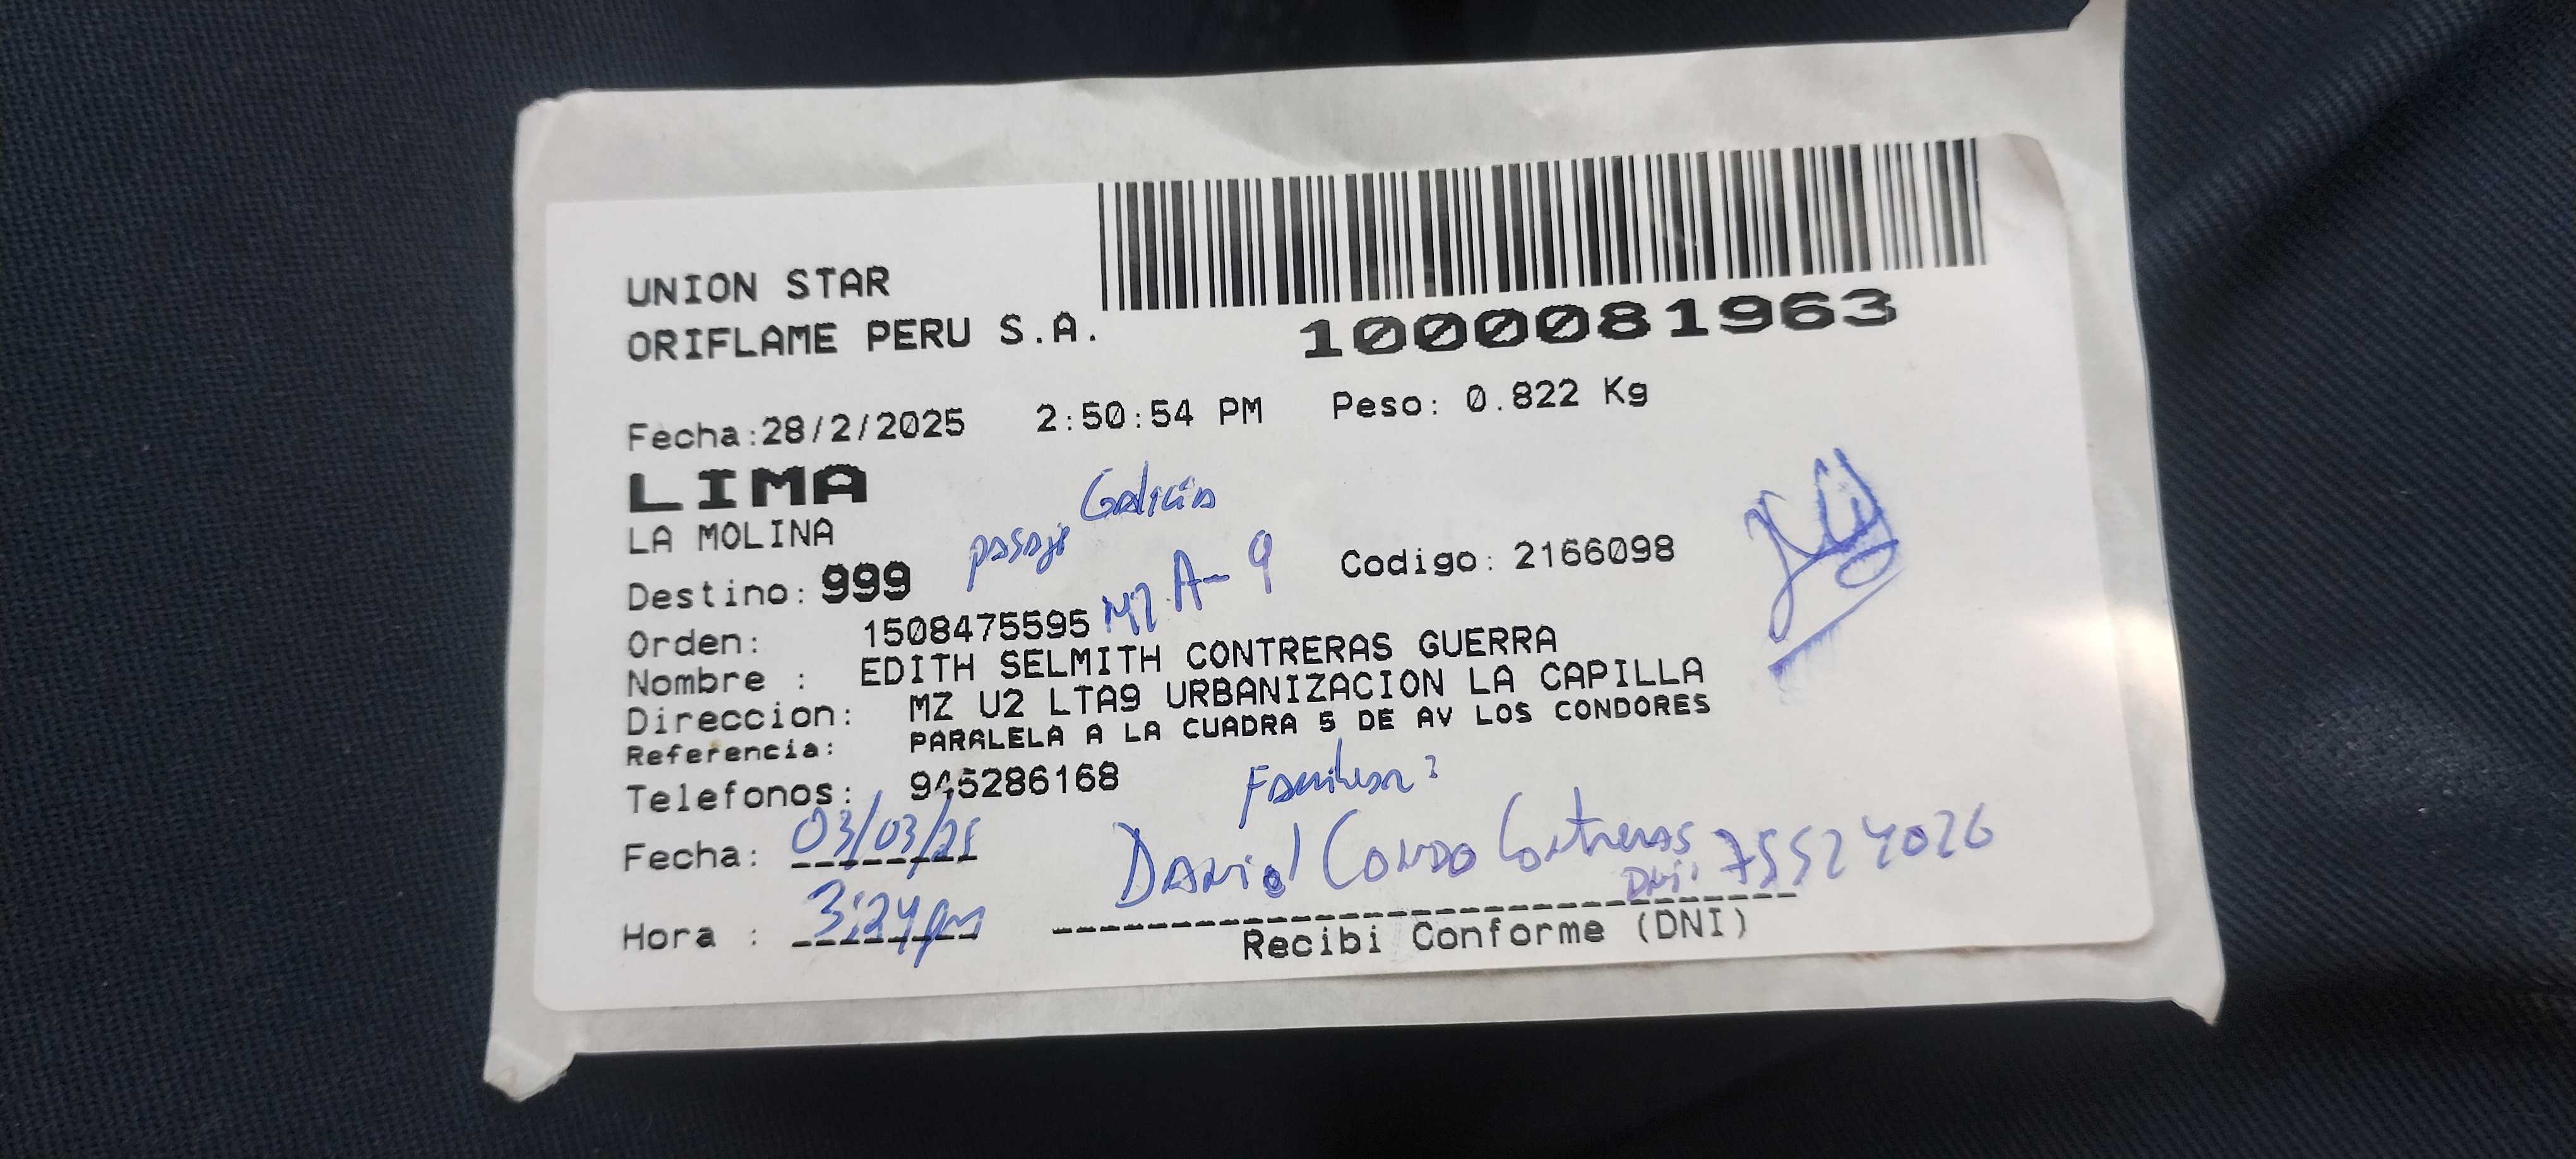 UNION STAR
ORIFLAME PERU S.A.
1000081963
Fecha:28/2/2025 2:50:54 PM Peso: 0.822 Kg
LIMA
LA MOLINA
pasaje Galicia
Destino: 999
Mz A-9
Codigo: 2166098
Orden: 1508475595
Nombre : EDITH SELMITH CONTRERAS GUERRA
Direccion: MZ U2 LTA9 URBANIZACION LA CAPILLA
Referencia: PARALELA A LA CUADRA 5 DE AV LOS CONDORES
Telefonos: 945286168
Familiar:
Fecha: 03/03/25
Daniel Condo Contreras
DNI: 75524026
Hora : 3:24pm
Recibi Conforme (DNI)